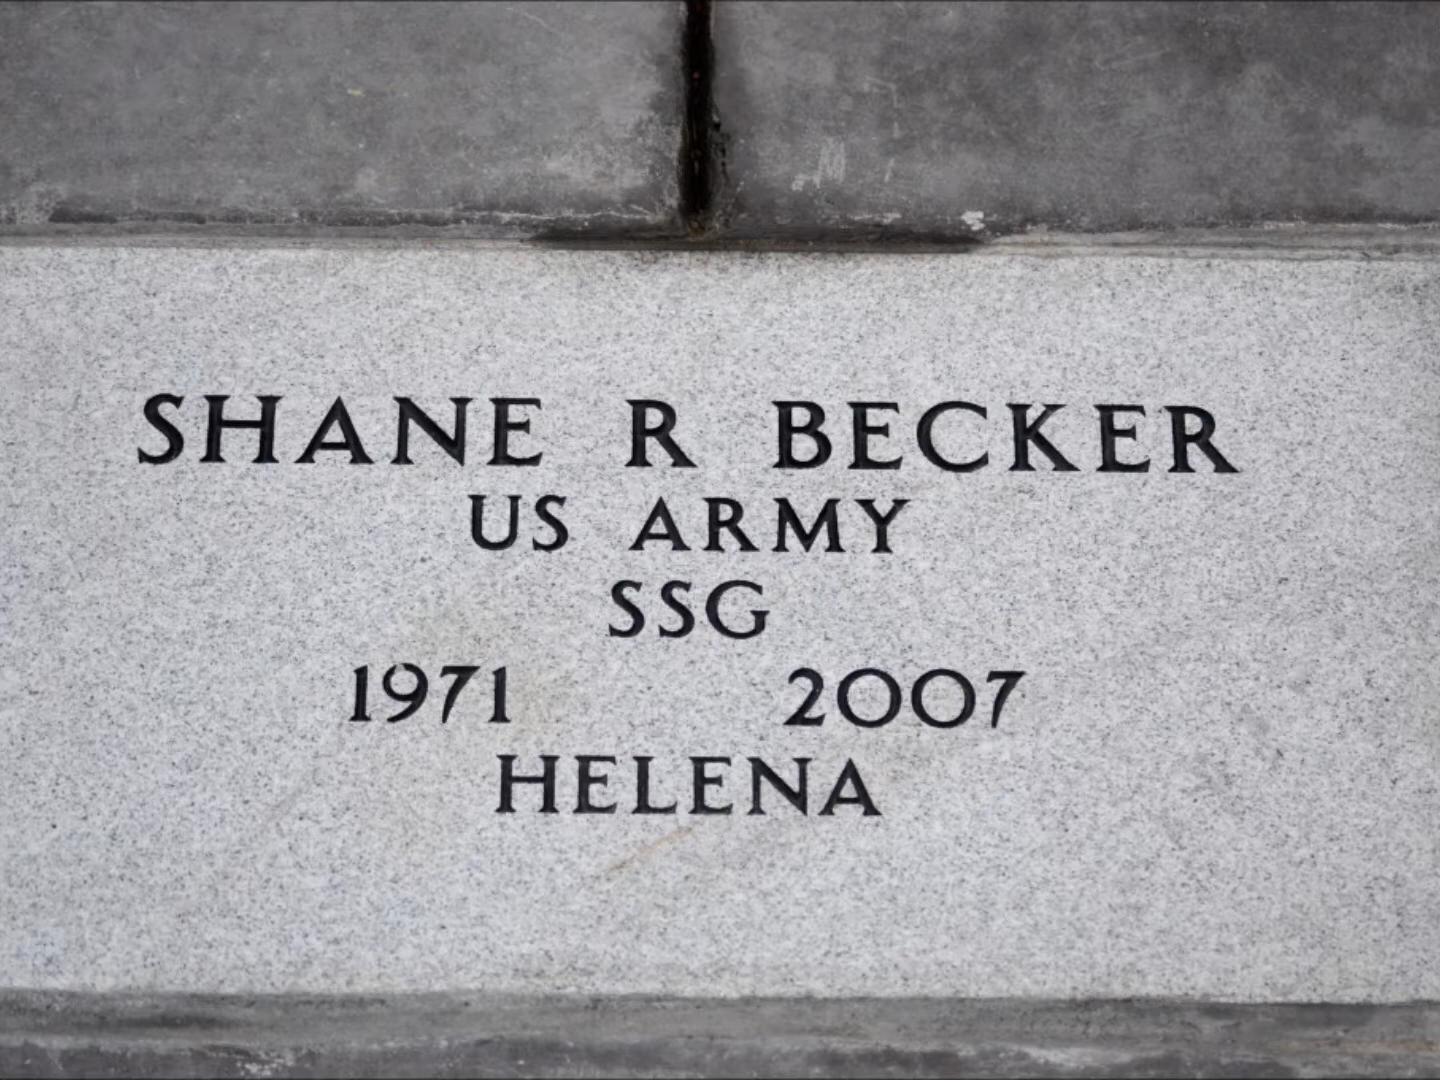 SHANE R BECKER
US ARMY
SSG
1971 2007
HELENA